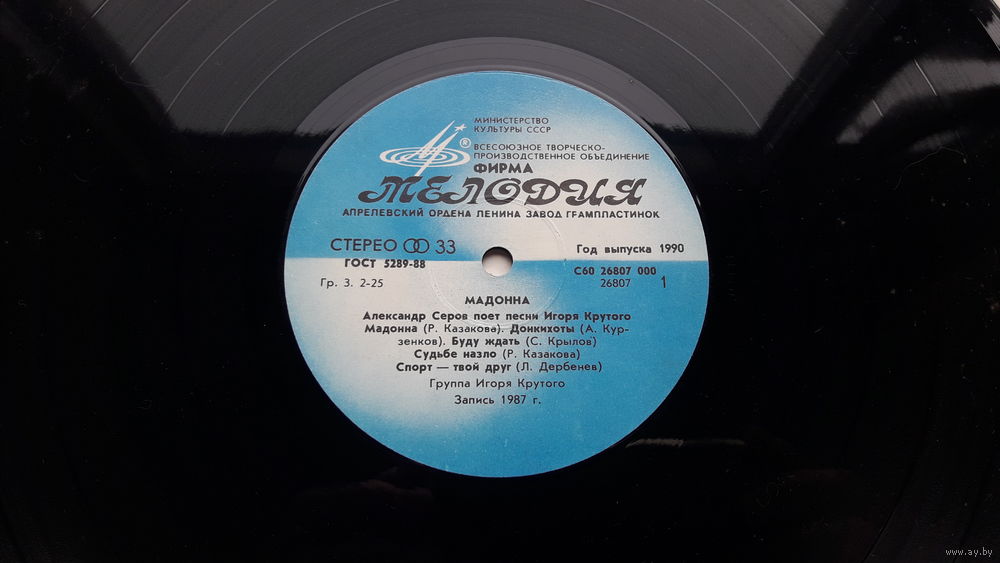 МИНИСТЕРСТВО
КУЛЬТУРЫ СССР
®
ВСЕСОЮЗНОЕ ТВОРЧЕСКО-
ПРОИЗВОДСТВЕННОЕ ОБЪЕДИНЕНИЕ
ФИРМА
МЕЛОДИЯ
АПРЕЛЕВСКИЙ ОРДЕНА ЛЕНИНА ЗАВОД ГРАМПЛАСТИНОК
СТЕРЕО 33
Год выпуска 1990
ГОСТ 5289-88
С60 26807 000
Гр. 3. 2-25
26807 1
МАДОННА
Александр Серов поет песни Игоря Крутого
Мадонна (Р. Казакова). Донкихоты (А. Кур-
зенков). Буду ждать (С. Крылов)
Судьбе назло (Р. Казакова)
Спорт — твой друг (Л. Дербенев)
Группа Игоря Крутого
Запись 1987 г.
www.ay.by